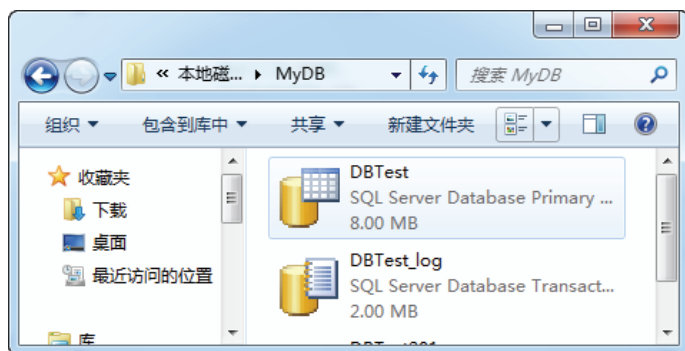 « 本地磁... ▸ MyDB
搜索 MyDB
组织 包含到库中 共享 新建文件夹
收藏夹
下载
桌面
最近访问的位置
库
DBTest
SQL Server Database Primary ...
8.00 MB
DBTest_log
SQL Server Database Transact...
2.00 MB